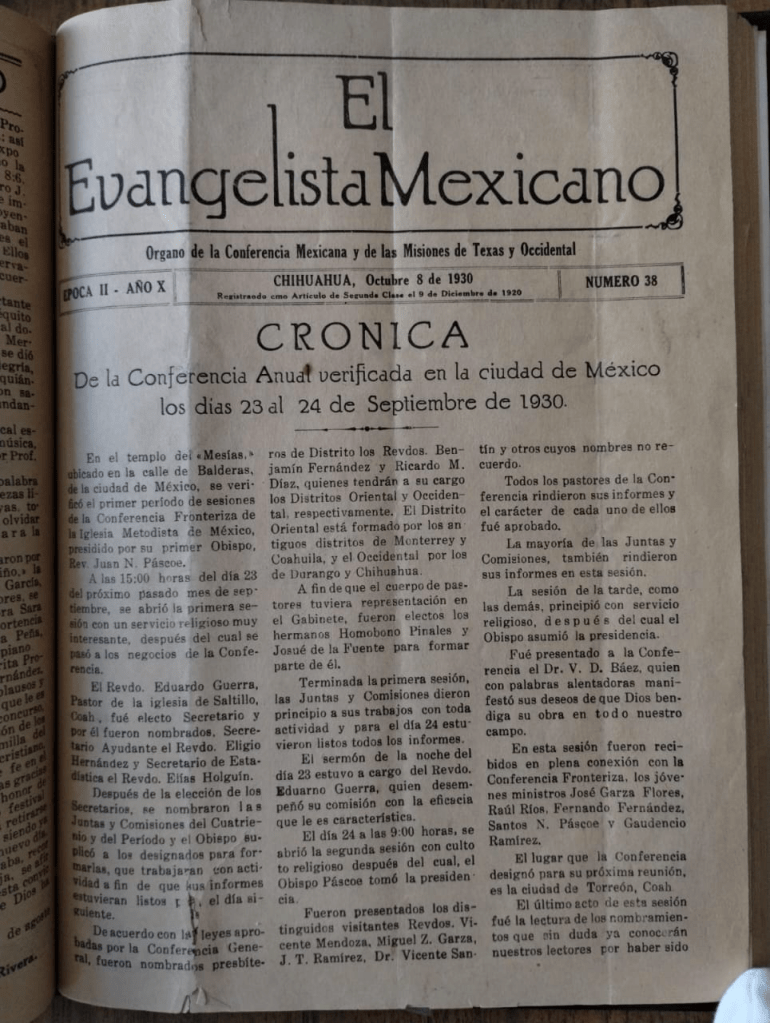 El
Evangelista Mexicano
Organo de la Conferencia Mexicana y de las Misiones de Texas y Occidental
EPOCA II - AÑO X
CHIHUAHUA, Octubre 8 de 1930
Registrando cmo Artículo de Segunda Clase el 9 de Diciembre de 1920
NUMERO 38
CRONICA
De la Conferencia Anual verificada en la ciudad de México
los dias 23 al 24 de Septiembre de 1930.
En el templo del «Mesías,»
ubicado en la calle de Balderas,
de la ciudad de México, se veri-
ficó el primer período de sesiones
de la Conferencia Fronteriza de
la Iglesia Metodista de México,
presidido por su primer Obispo,
Rev. Juan N. Páscoe.
A las 15:00 horas del día 23
del próximo pasado mes de sep-
tiembre, se abrió la primera se-
sión con un servicio religioso muy
interesante, después del cual se
pasó a los negocios de la Confe-
rencia.
El Revdo. Eduardo Guerra,
Pastor de la iglesia de Saltillo,
Coah., fué electo Secretario y
por él fueron nombrados, Secre-
tario Ayudante el Revdo. Eligio
Hernández y Secretario de Esta-
dística el Revdo. Elías Holguín.
Después de la elección de los
Secretarios, se nombraron las
Juntas y Comisiones del Cuatrie-
nio y del Período y el Obispo su-
plicó a los designados para for-
marias, que trabajaran con acti-
vidad a fin de que sus informes
estuvieran listos el día si-
guiente.
De acuerdo con las leyes apro-
badas por la Conferencia Gene-
ral, fueron nombrados presbíte-
ros de Distrito los Revdos. Ben-
jamín Fernández y Ricardo M.
Díaz, quienes tendrán a su cargo
los Distritos Oriental y Occiden-
tal, respectivamente. El Distrito
Oriental está formado por los an
tiguos distritos de Monterrey y
Coahuila, y el Occidental por los
de Durango y Chihuahua.
A fin de que el cuerpo de pas-
tores tuviera representación en
el Gabinete, fueron electos los
hermanos Homobono Pinales y
Josué de la Fuente para formar
parte de él.
Terminada la primera sesión,
las Juntas y Comisiones dieron
principio a sus trabajos con toda
actividad y para el día 24 estu-
vieron listos todos los informes.
El sermón de la noche del
día 23 estuvo a cargo del Revdo.
Eduarno Guerra, quien desem-
peñó su comisión con la eficacia
que le es característica.
El día 24 a las 9:00 horas, se
abrió la segunda sesión con culto
religioso después del cual, el
Obispo Páscoe tomó la presiden-
cia.
Fueron presentados los dis-
tinguidos visitantes Revdos. Vi-
cente Mendoza, Miguel Z. Garza,
J. T. Ramírez, Dr. Vicente San-
tín y otros cuyos nombres no re-
cuerdo.
Todos los pastores de la Con-
ferencia rindieron sus informes y
el carácter de cada uno de ellos
fué aprobado.
La mayoría de las Juntas y
Comisiones, también rindieron
sus informes en esta sesión.
La sesión de la tarde, como
las demás, principió con servicio
religioso, después del cual el
Obispo asumió la presidencia.
Fué presentado a la Confe-
rencia el Dr. V. D. Báez, quien
con palabras alentadoras mani-
festó sus deseos de que Dios ben-
diga su obra en todo nuestro
campo.
En esta sesión fueron reci-
bidos en plena conexión con la
Conferencia Fronteriza. los jóve-
nes ministros José Garza Flores,
Raúl Ríos, Fernando Fernández,
Santos N. Páscoe y Gaudencio
Ramírez.
El lugar que la Conferencia
designó para su próxima reunión,
es la ciudad de Torreón, Coah.
El último acto de esta sesión
fué la lectura de los nombramien-
tos que sin duda ya conocerán
nuestros lectores por haber sido